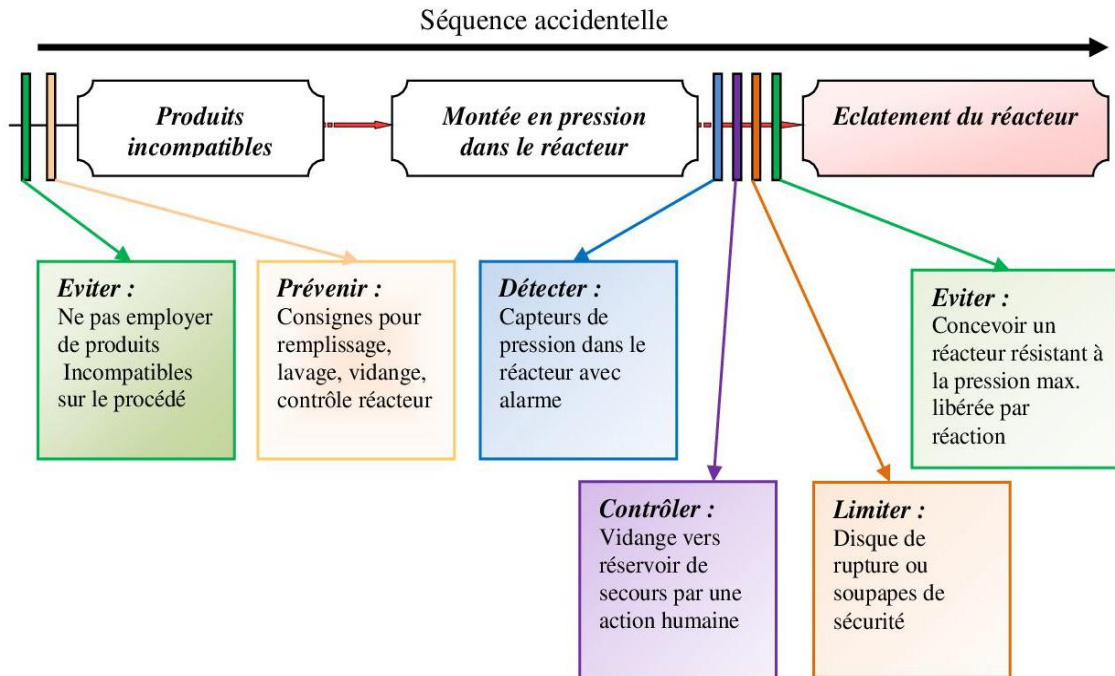 Séquence accidentelle
Produits
incompatibles
Montée en pression
dans le réacteur
Eclatement du réacteur
Eviter :
Ne pas employer
de produits
Incompatibles
sur le procédé
Prévenir :
Consignes pour
remplissage,
lavage, vidange,
contrôle réacteur
Détecter :
Capteurs de
pression dans le
réacteur avec
alarme
Eviter :
Concevoir un
réacteur résistant à
la pression max.
libérée par
réaction
Contrôler :
Vidange vers
réservoir de
secours par une
action humaine
Limiter :
Disque de
rupture ou
soupapes de
sécurité